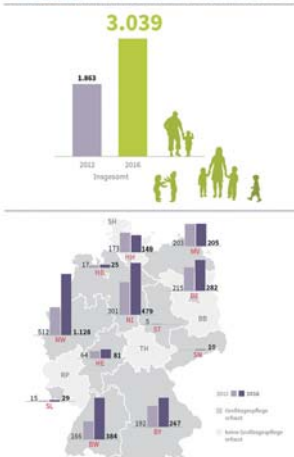 3.039
1.863
2012 2016
Insgesamt
SH
173 149
HH
203 205
MV
17 25
HB
215 282
BE
301 479
NI
5
ST
BB
512 1.128
NW
64 81
HE
TH
10
SN
RP
15 29
SL
166 384
BW
192 267
BY
2012 2016
Großtagespflege
erfasst
keine Großtagespflege
erfasst